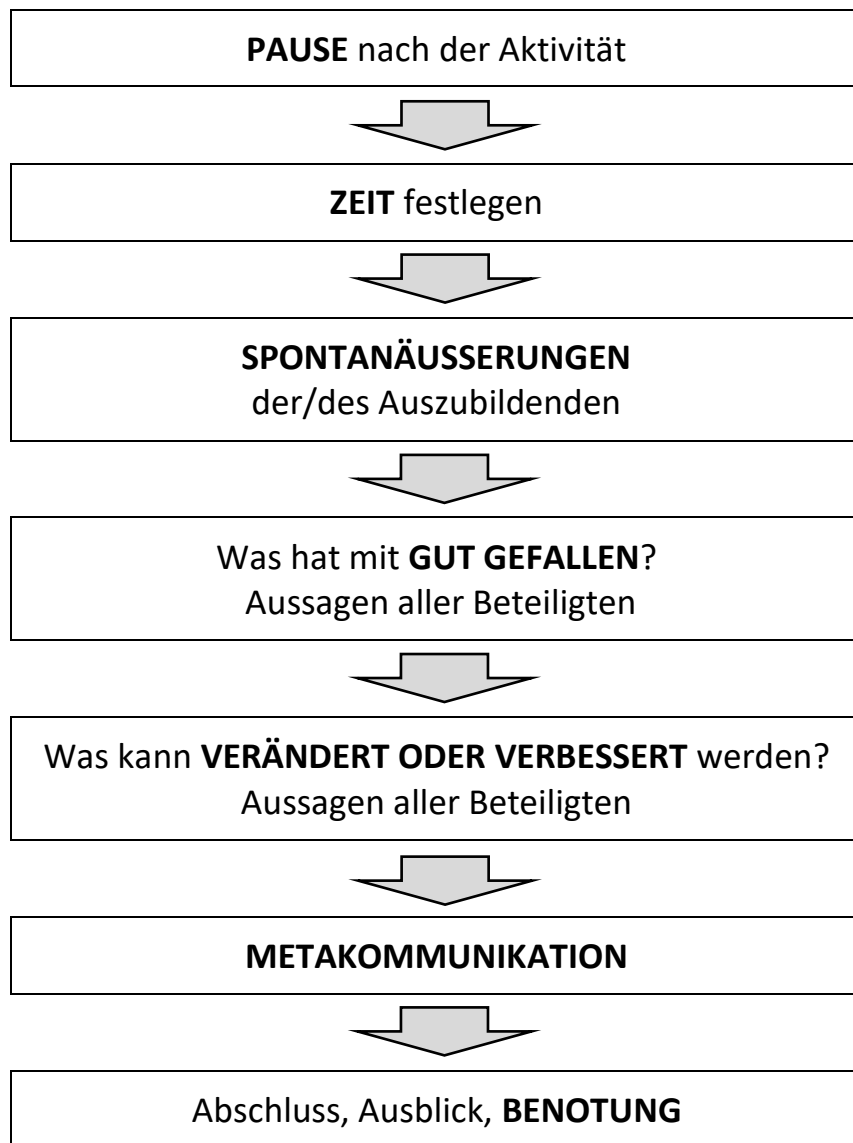 PAUSE nach der Aktivität
ZEIT festlegen
SPONTANÄUSSERUNGEN
der/des Auszubildenden
Was hat mit GUT GEFALLEN?
Aussagen aller Beteiligten
Was kann VERÄNDERT ODER VERBESSERT werden?
Aussagen aller Beteiligten
METAKOMMUNIKATION
Abschluss, Ausblick, BENOTUNG